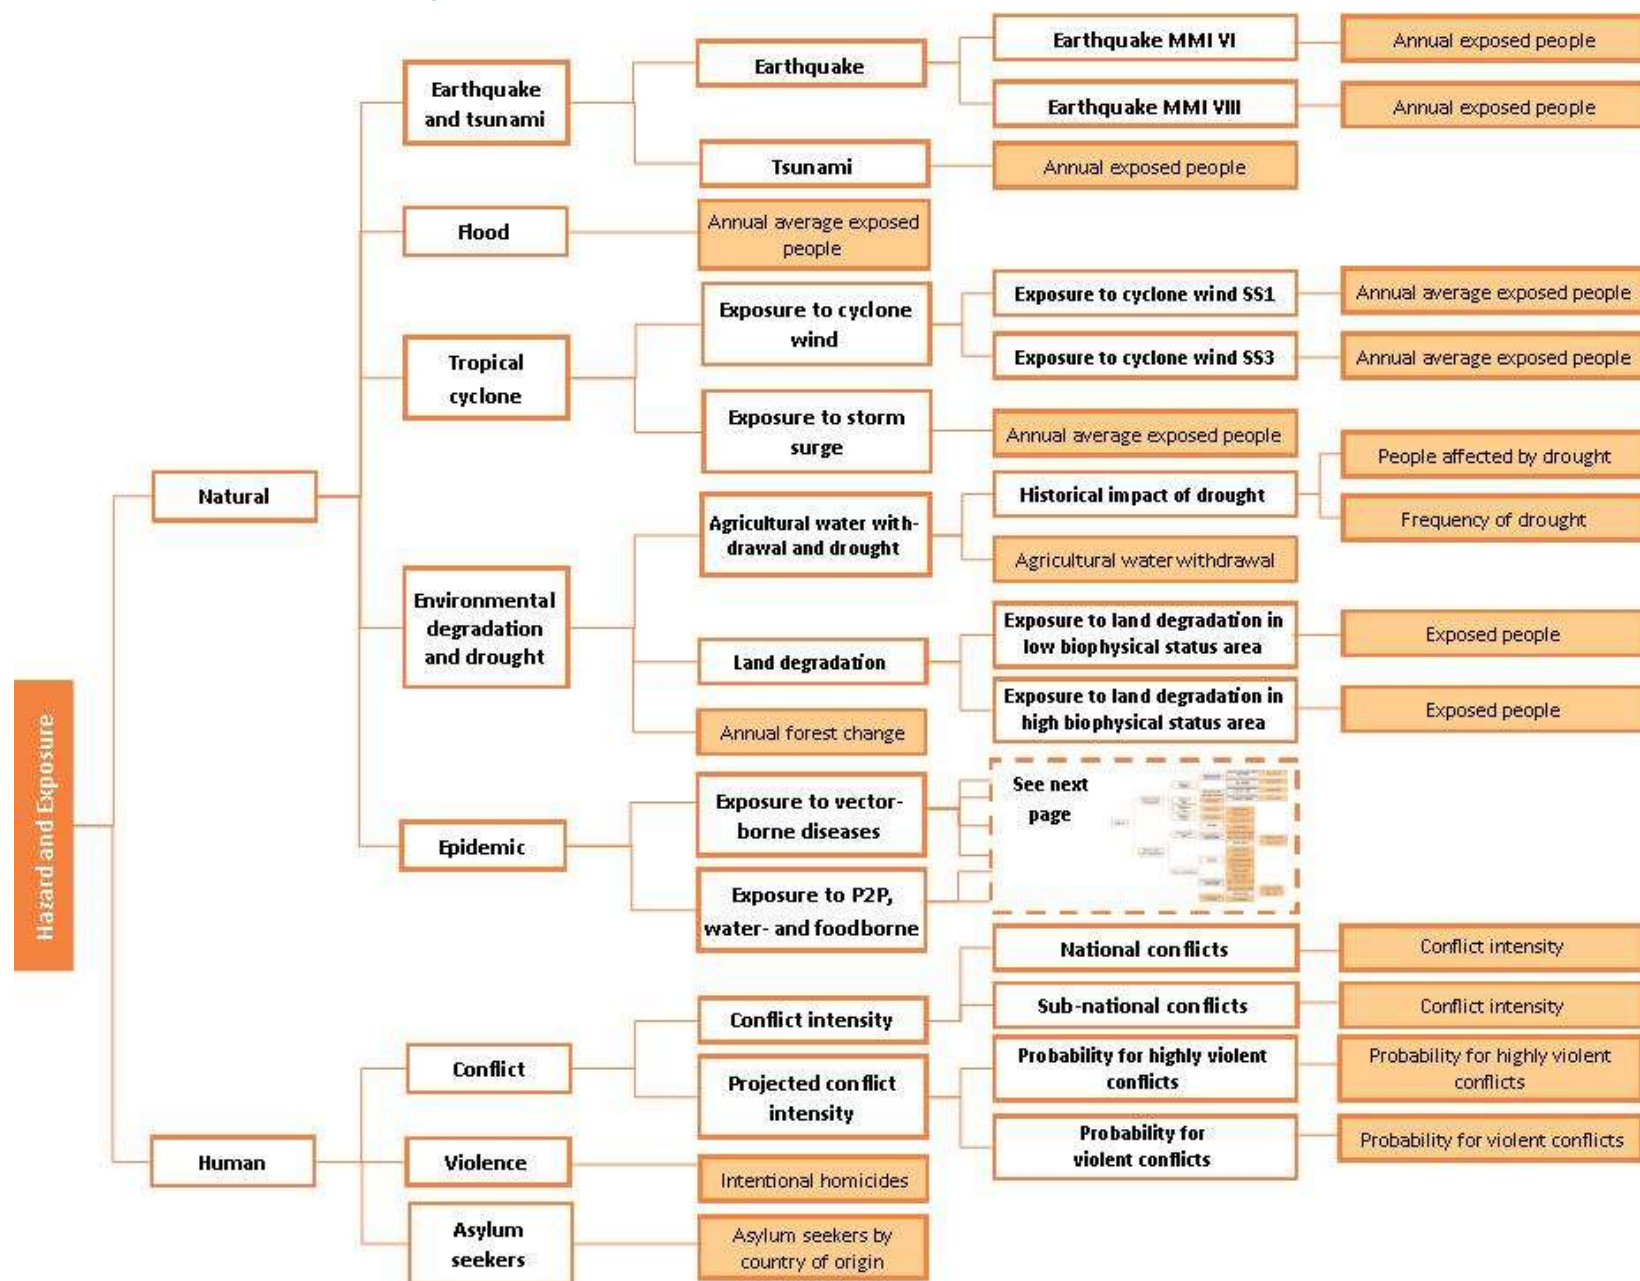 Hazard and Exposure
Natural
Human
Earthquake
and tsunami
Flood
Tropical
cyclone
Environmental
degradation
and drought
Epidemic
Conflict
Violence
Asylum
seekers
Earthquake
Tsunami
Annual average exposed
people
Exposure to cyclone
wind
Exposure to storm
surge
Agricultural water with-
drawal and drought
Land degradation
Annual forest change
Exposure to vector-
borne diseases
Exposure to P2P,
water- and foodborne
Conflict intensity
Projected conflict
intensity
Intentional homicides
Asylum seekers by
country of origin
Earthquake MMI VI
Earthquake MMI VIII
Annual exposed people
Exposure to cyclone wind SS1
Exposure to cyclone wind SS3
Annual average exposed people
Historical impact of drought
Agricultural water withdrawal
Exposure to land degradation in
low biophysical status area
Exposure to land degradation in
high biophysical status area
See next
page
National conflicts
Sub-national conflicts
Probability for highly violent
conflicts
Probability for
violent conflicts
Annual exposed people
Annual exposed people
Annual average exposed people
Annual average exposed people
People affected by drought
Frequency of drought
Exposed people
Exposed people
Conflict intensity
Conflict intensity
Probability for highly violent
conflicts
Probability for violent conflicts